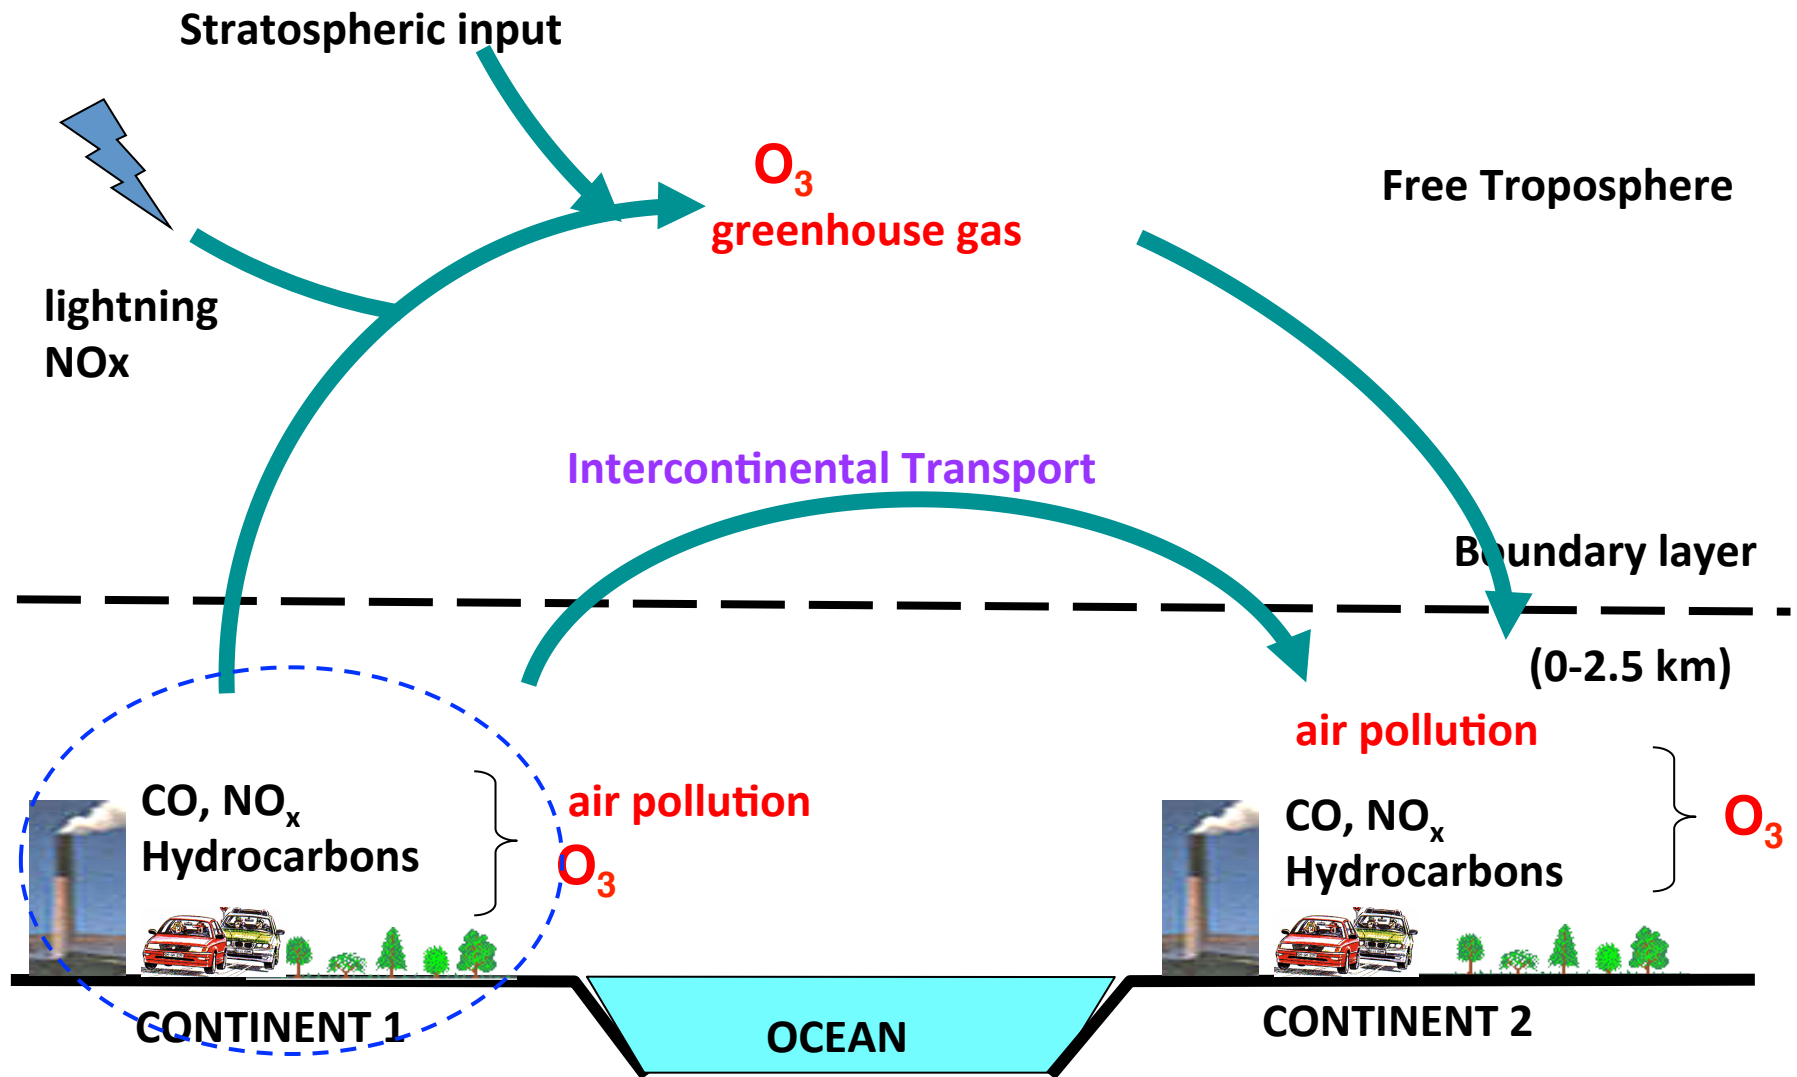 Stratospheric input
O₃
greenhouse gas
Free Troposphere
lightning
NOx
Intercontinental Transport
Boundary layer
(0-2.5 km)
air pollution
CO, NOₓ
Hydrocarbons
O₃
air pollution
CO, NOₓ
Hydrocarbons
O₃
CONTINENT 1
OCEAN
CONTINENT 2